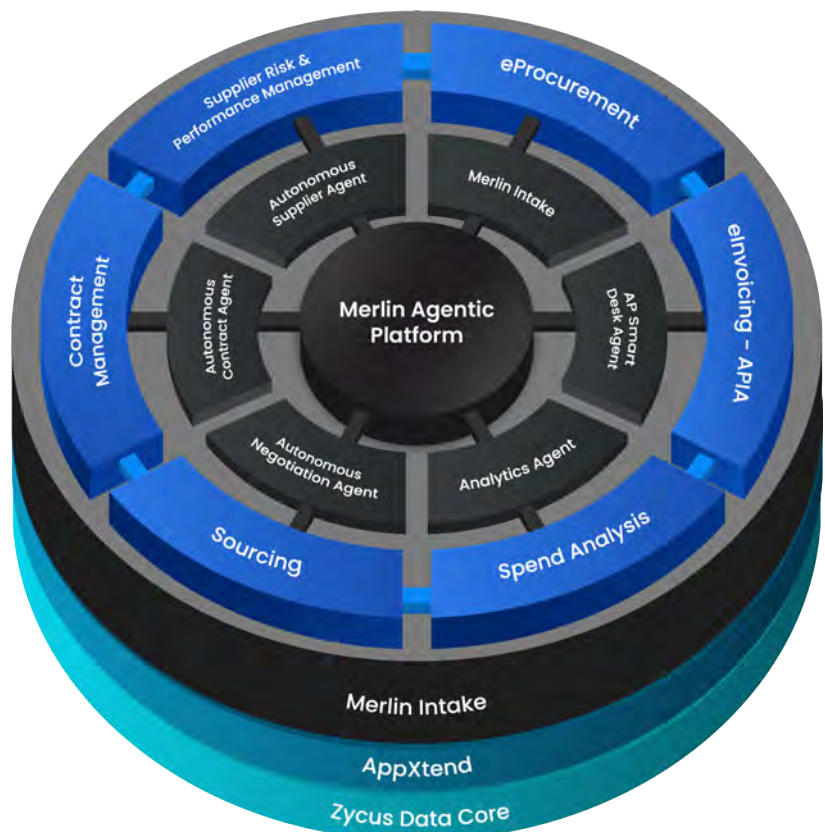 Supplier Risk &
Performance Management
eProcurement
Autonomous
Supplier Agent
Merlin Intake
Contract
Management
Autonomous
Contract Agent
Merlin Agentic
Platform
AP Smart
Desk Agent
eInvoicing - APIA
Autonomous
Negotiation Agent
Analytics Agent
Sourcing
Spend Analysis
Merlin Intake
AppXtend
Zycus Data Core